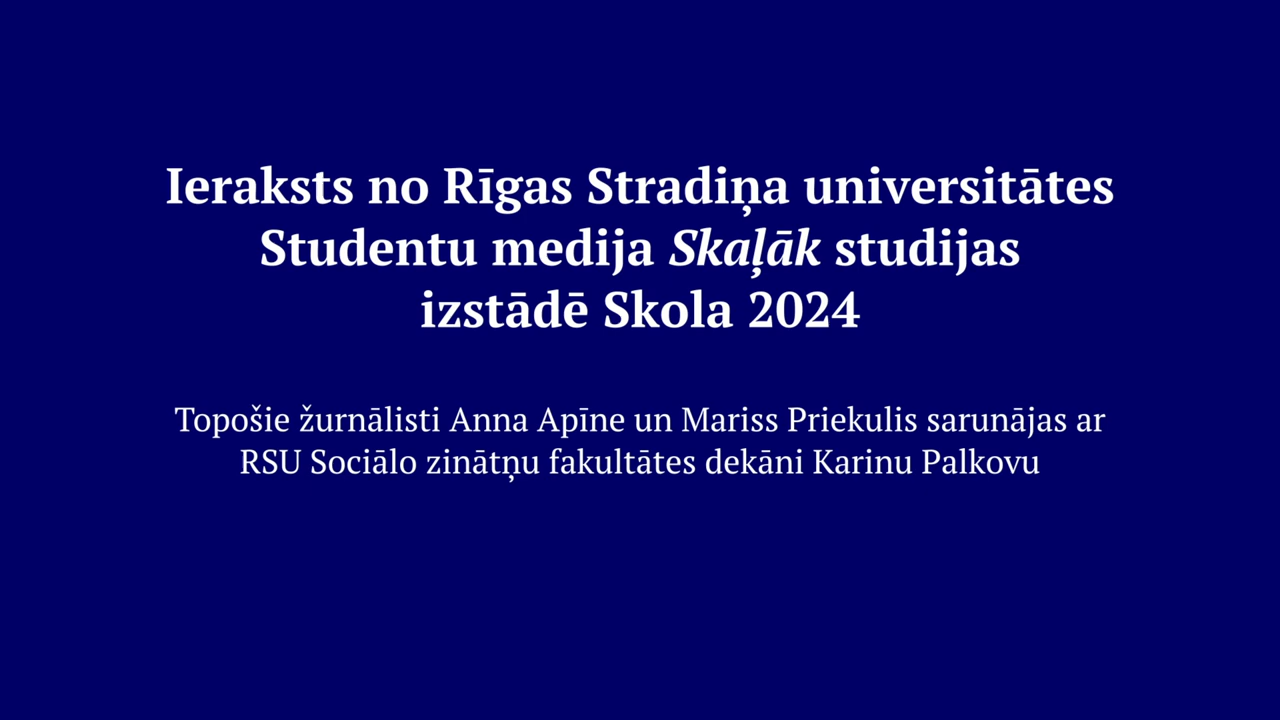 Ieraksts no Rīgas Stradiņa universitātes
Studentu medija Skaļāk studijas
izstādē Skola 2024
Topošie žurnālisti Anna Apīne un Mariss Priekulis sarunājas ar
RSU Sociālo zinātņu fakultātes dekāni Karinu Palkovu